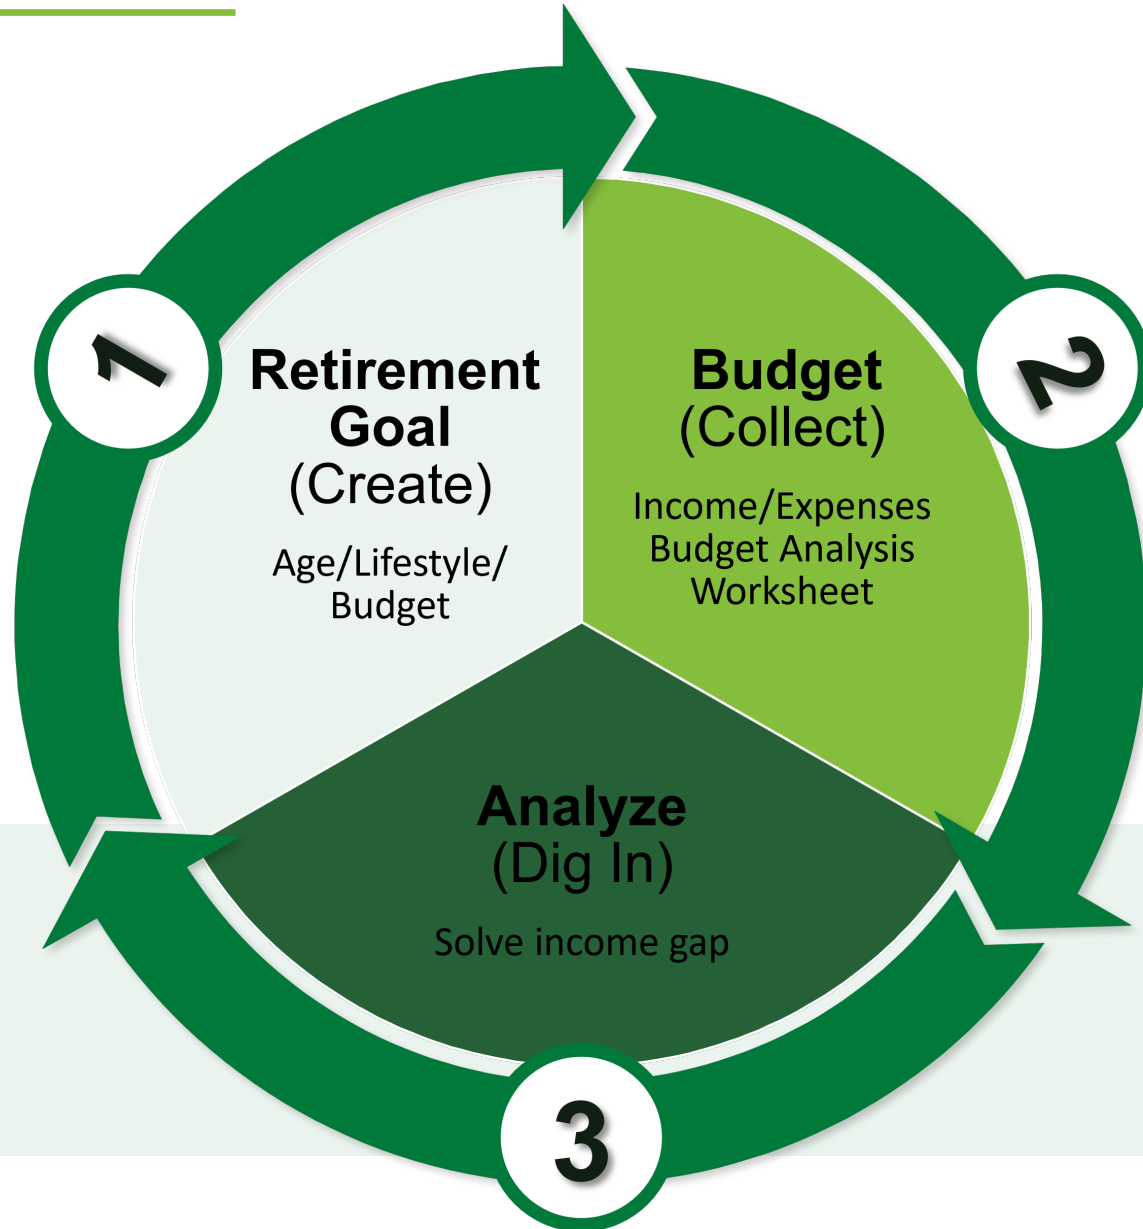 1
Retirement
Goal
(Create)
Age/Lifestyle/
Budget
2
Budget
(Collect)
Income/Expenses
Budget Analysis
Worksheet
Analyze
(Dig In)
Solve income gap
3